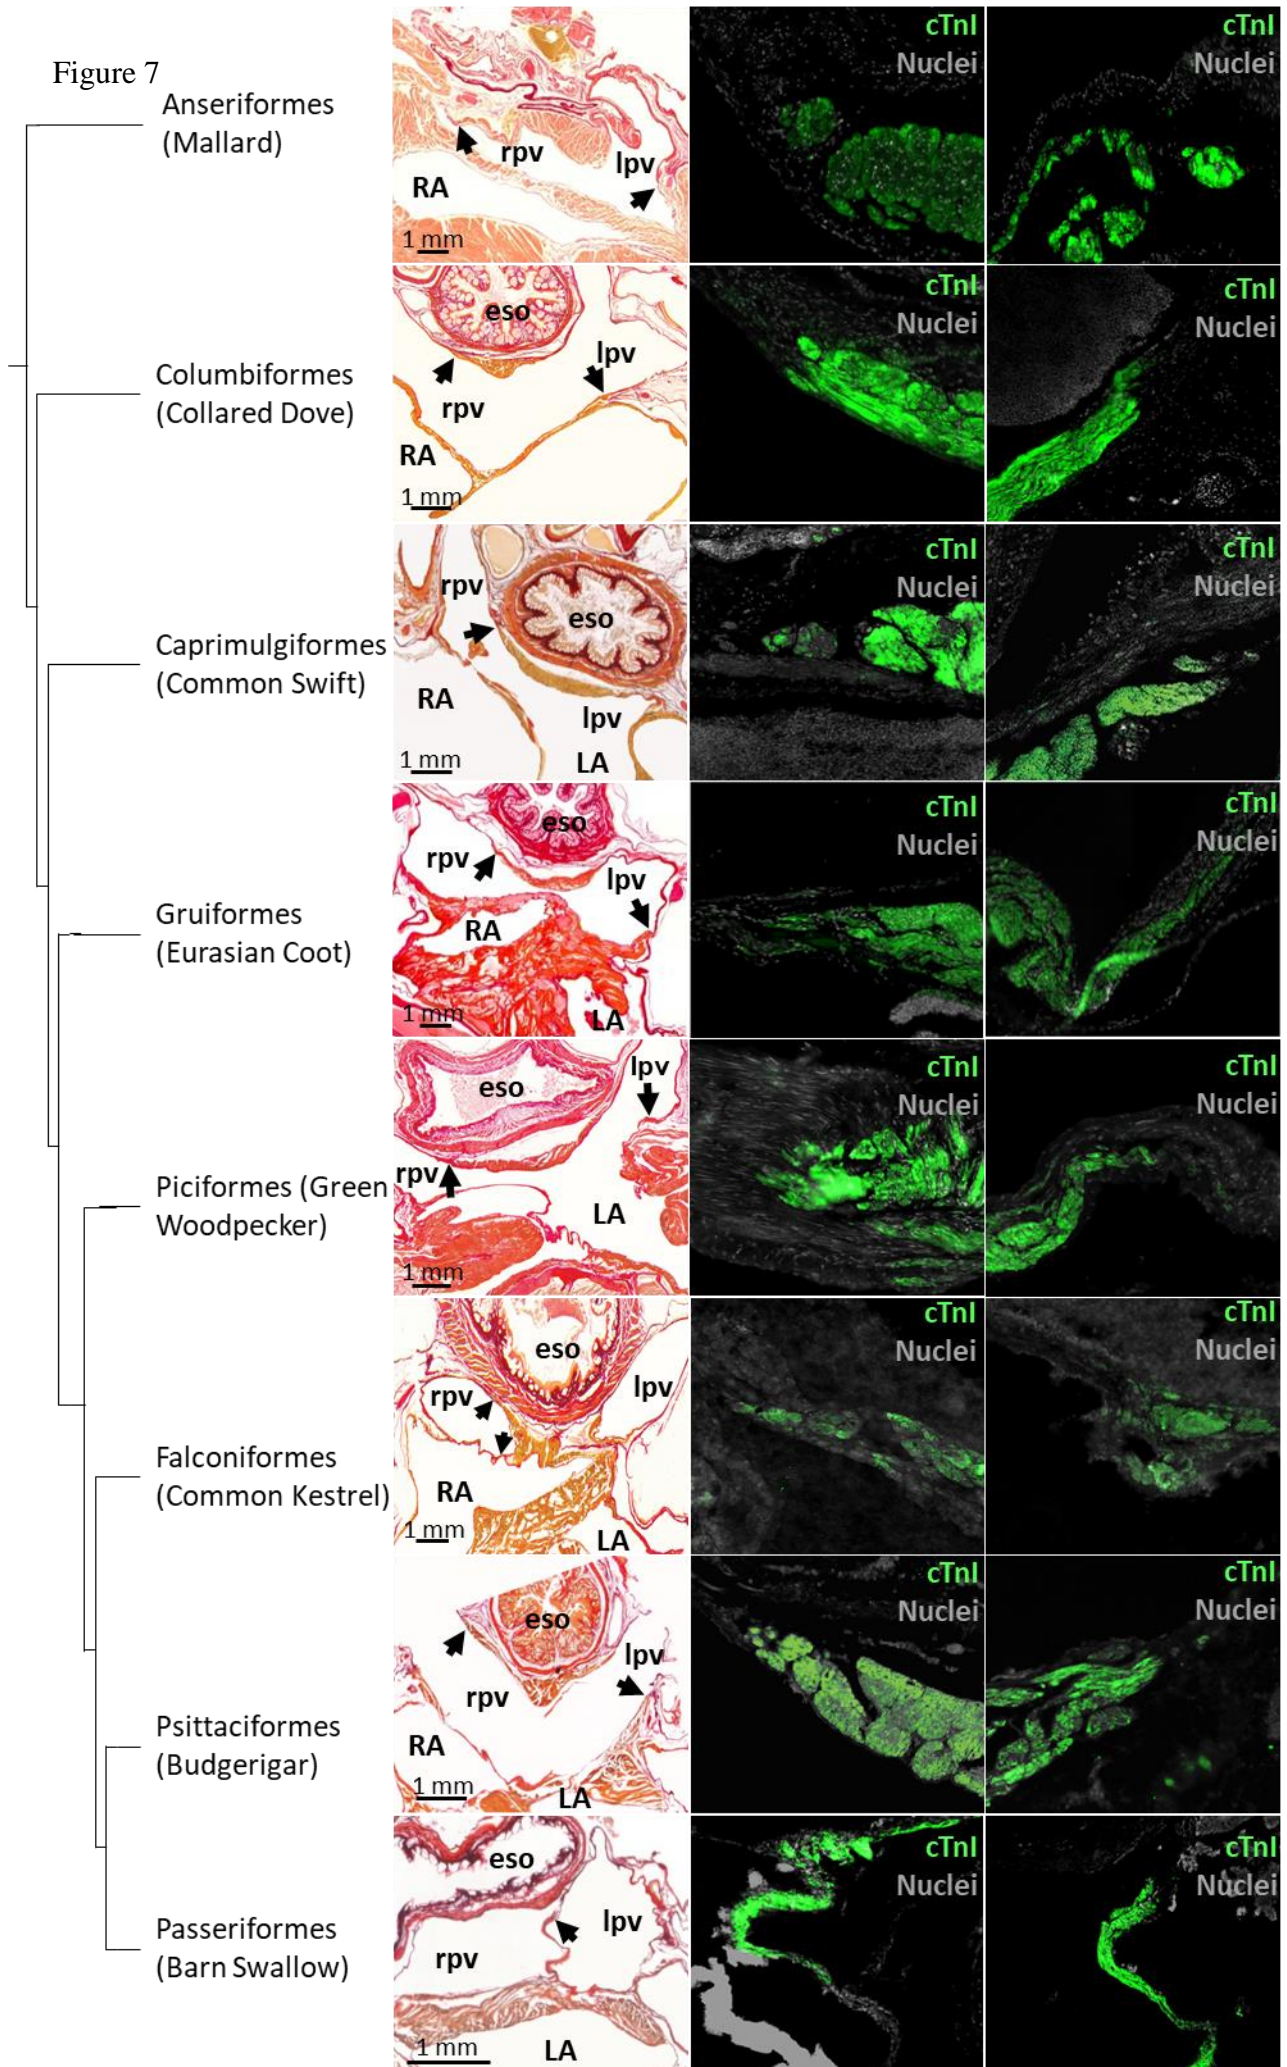 Figure 7
Anseriformes
(Mallard)
rpv
lpv
RA
1 mm
cTnI
Nuclei
cTnI
Nuclei
Columbiformes
(Collared Dove)
eso
lpv
rpv
RA
1 mm
cTnI
Nuclei
cTnI
Nuclei
Caprimulgiformes
(Common Swift)
rpv
eso
RA
lpv
1 mm
LA
cTnI
Nuclei
cTnI
Nuclei
Gruiformes
(Eurasian Coot)
eso
rpv
lpv
RA
1 mm
LA
cTnI
Nuclei
cTnI
Nuclei
Piciformes (Green
Woodpecker)
lpv
eso
rpv
LA
1 mm
cTnI
Nuclei
cTnI
Nuclei
Falconiformes
(Common Kestrel)
eso
rpv
lpv
RA
1 mm
LA
cTnI
Nuclei
cTnI
Nuclei
Psittaciformes
(Budgerigar)
eso
lpv
rpv
RA
1 mm
LA
cTnI
Nuclei
cTnI
Nuclei
Passeriformes
(Barn Swallow)
eso
lpv
rpv
1 mm
LA
cTnI
Nuclei
cTnI
Nuclei